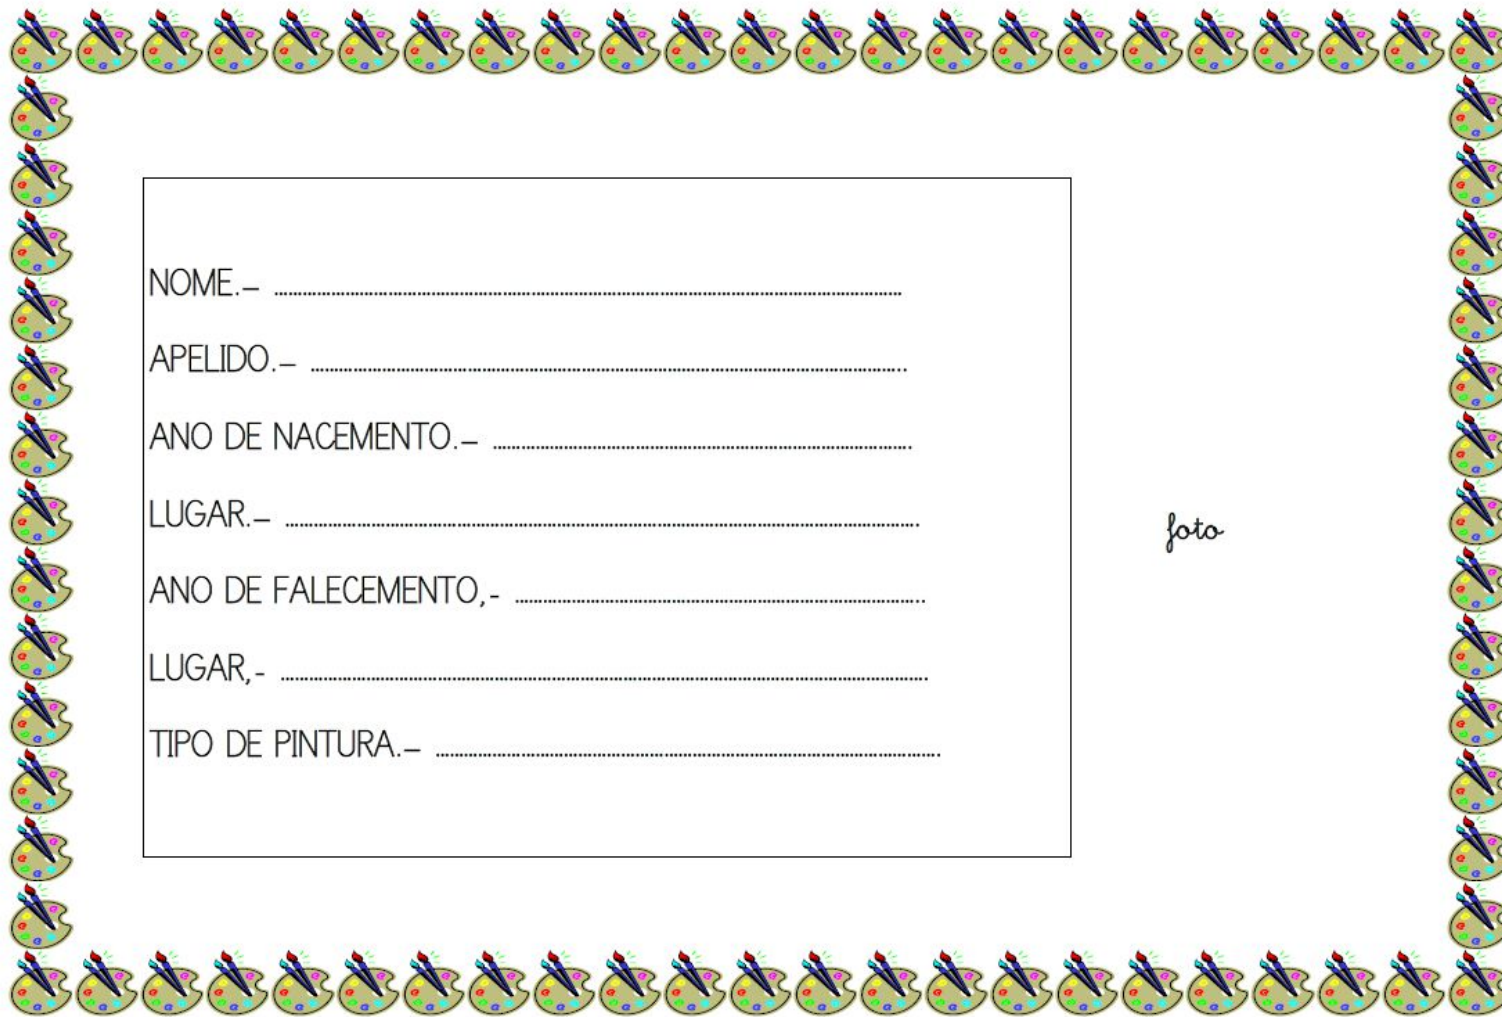 NOME.– ........................................................................................................
APELIDO.– ...................................................................................................
ANO DE NACEMENTO.– ......................................................................
LUGAR.– .........................................................................................................
foto
ANO DE FALECEMENTO,- ....................................................................
LUGAR,- ...........................................................................................................
TIPO DE PINTURA.– ....................................................................................